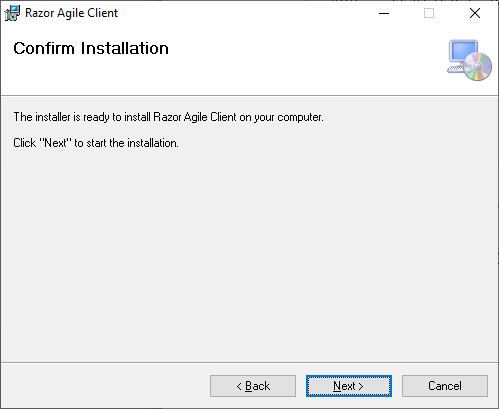 Razor Agile Client
Confirm Installation
The installer is ready to install Razor Agile Client on your computer.
Click "Next" to start the installation.
< Back
Next >
Cancel